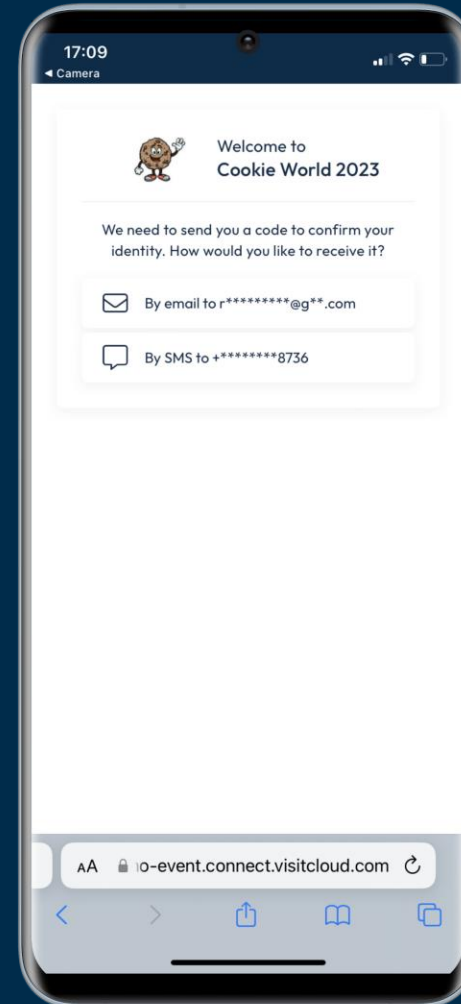 17:09
◀ Camera
Welcome to
Cookie World 2023
We need to send you a code to confirm your
identity. How would you like to receive it?
By email to r*********@g**.com
By SMS to +********8736
AA o-event.connect.visitcloud.com